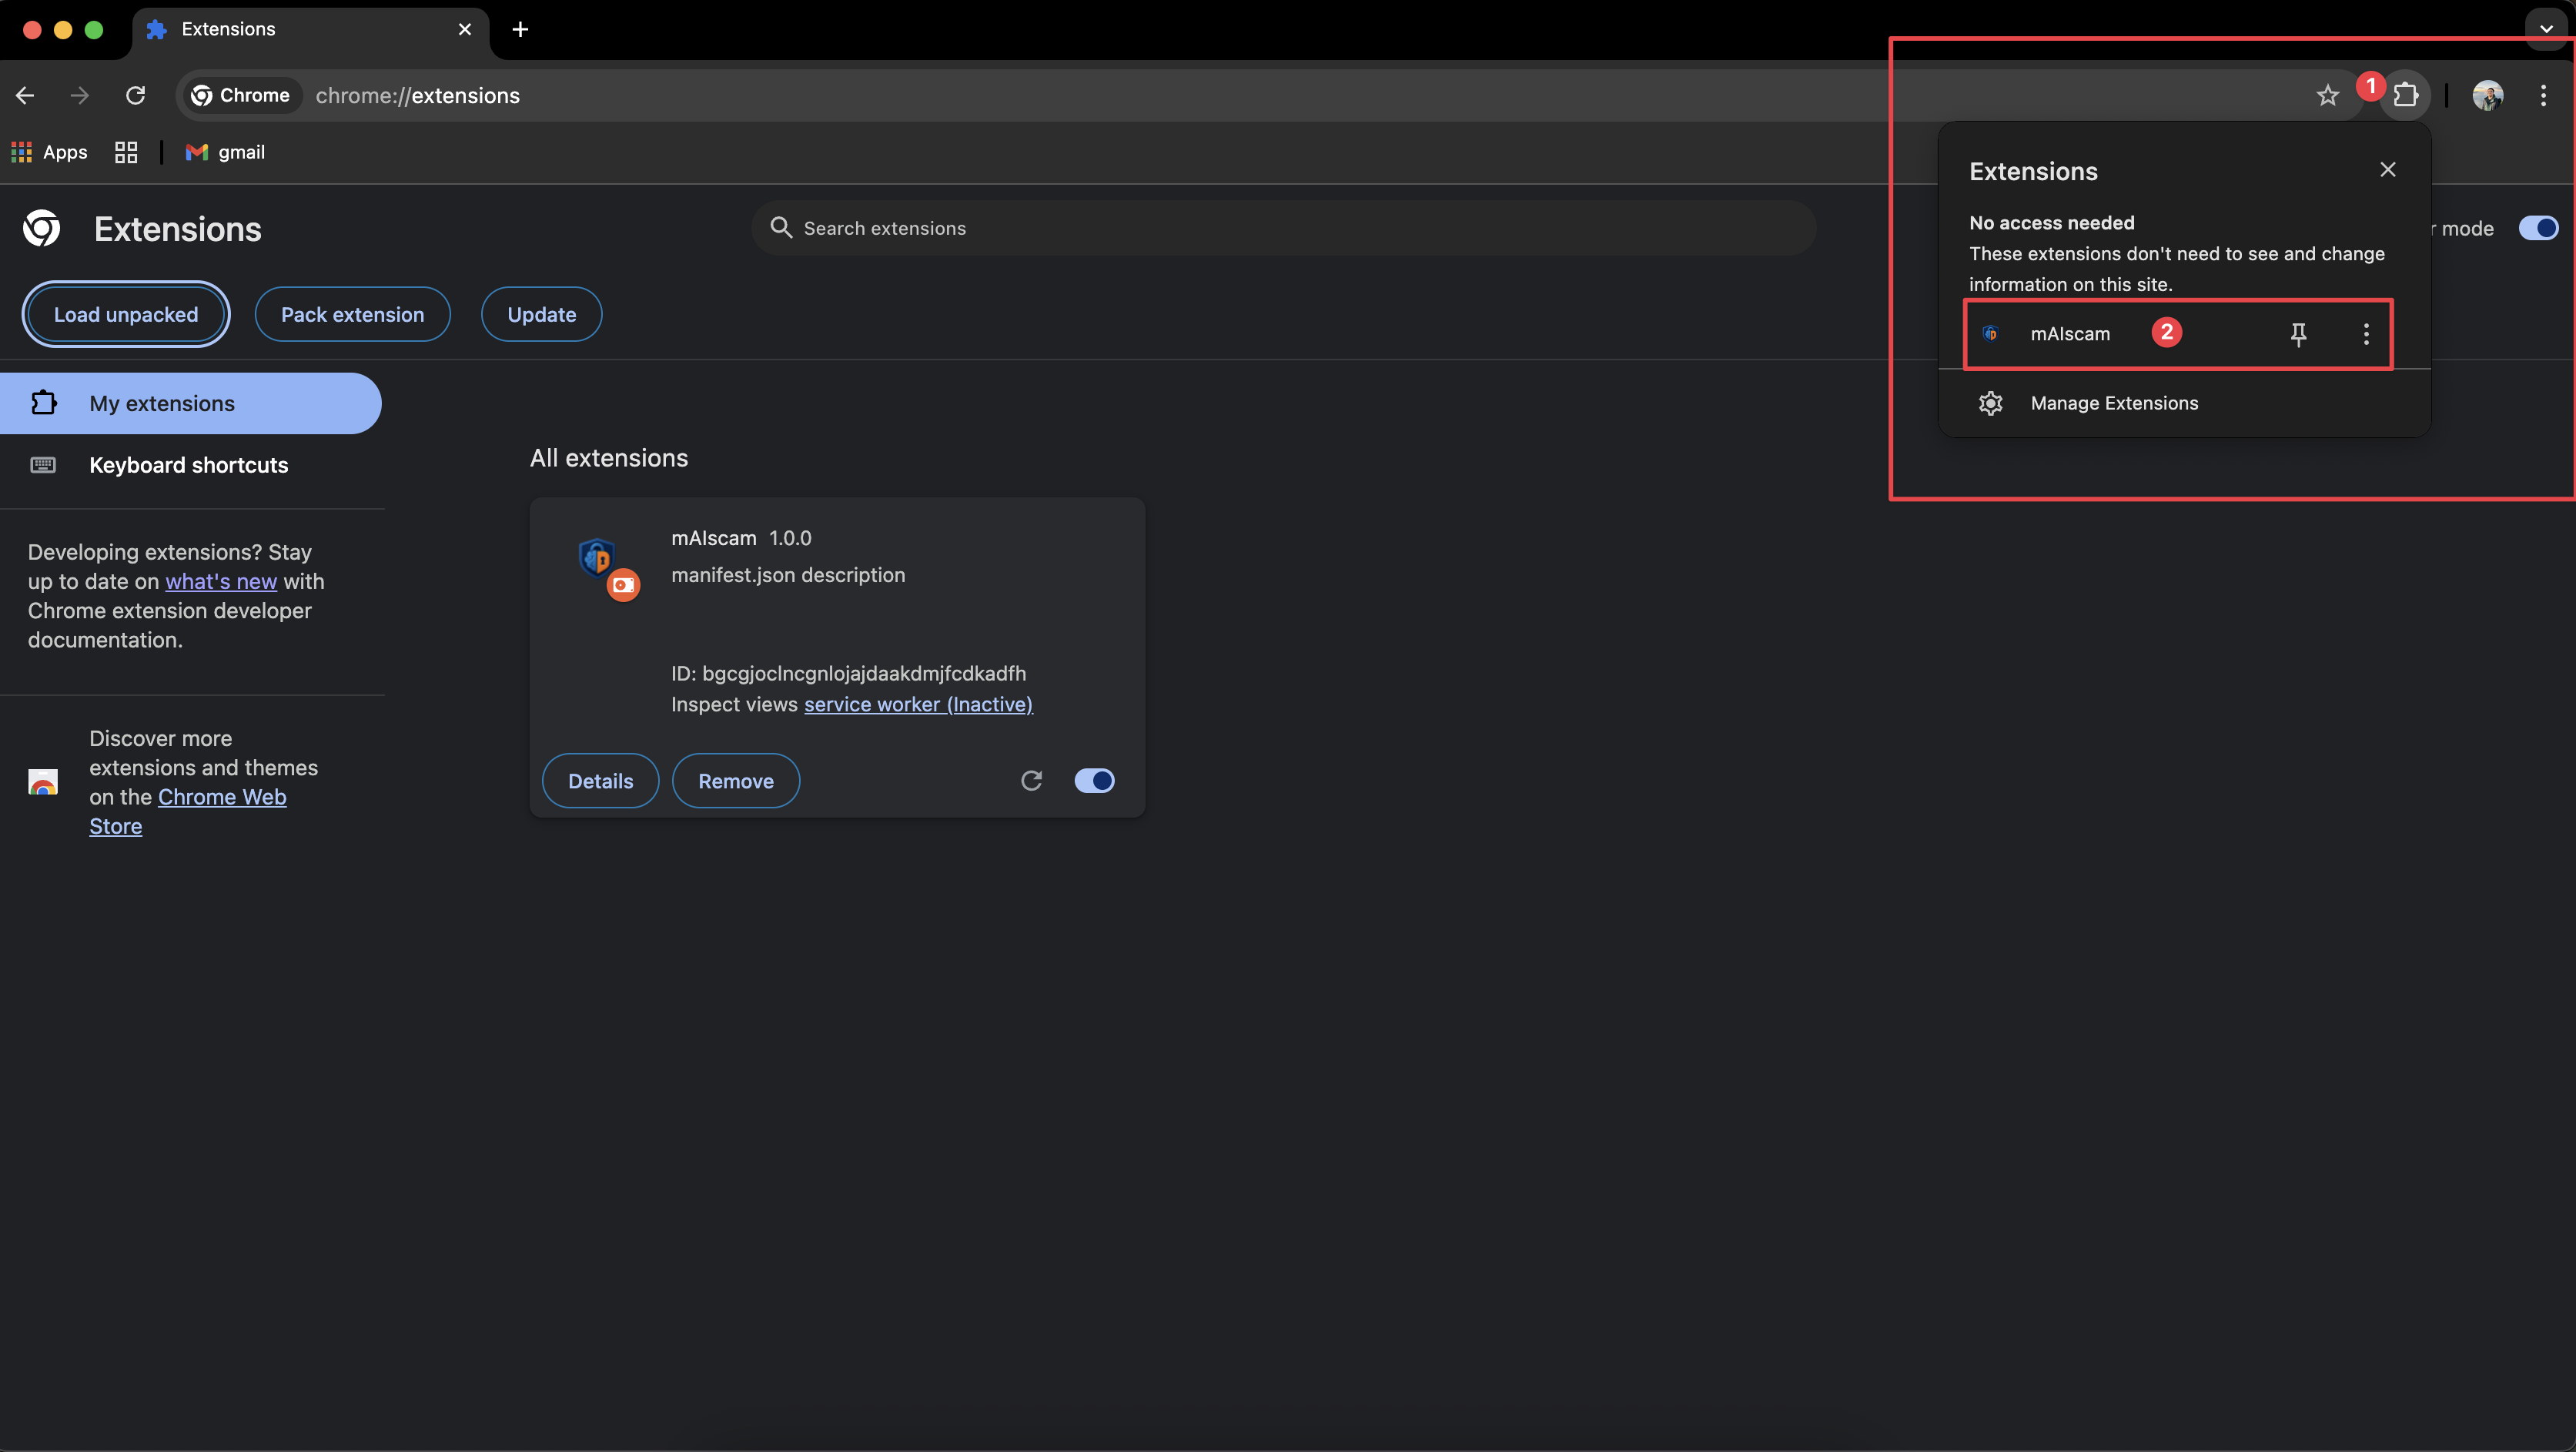 Extensions
Chrome
chrome://extensions
1
Apps
gmail
Extensions
Search extensions
r mode
Load unpacked
Pack extension
Update
Extensions
No access needed
These extensions don't need to see and change
information on this site.
mAIscam
2
Manage Extensions
My extensions
Keyboard shortcuts
Developing extensions? Stay
up to date on what's new with
Chrome extension developer
documentation.
Discover more
extensions and themes
on the Chrome Web
Store
All extensions
mAIscam 1.0.0
manifest.json description
ID: bgcgjoclncgnlojajdaakdmjfcdkadfh
Inspect views service worker (Inactive)
Details
Remove